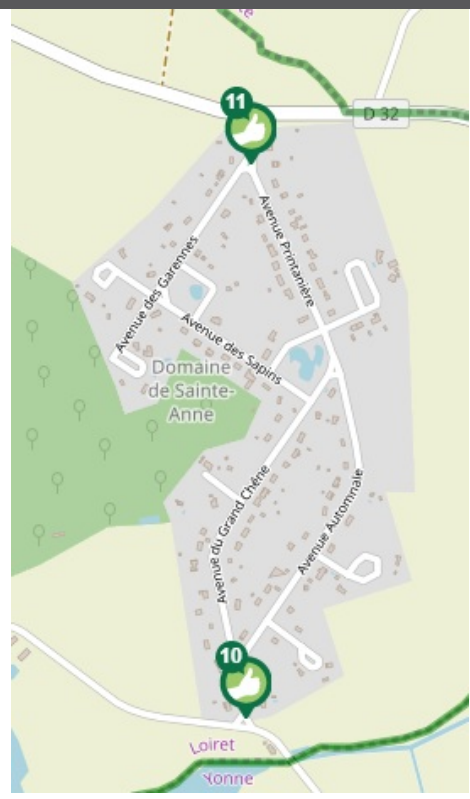 11
D 32
Avenue Printanière
Avenue des Garennes
Avenue des Sapins
Domaine
de Sainte-
Anne
Avenue du Grand Chêne
Avenue Automnale
10
Loiret
Yonne